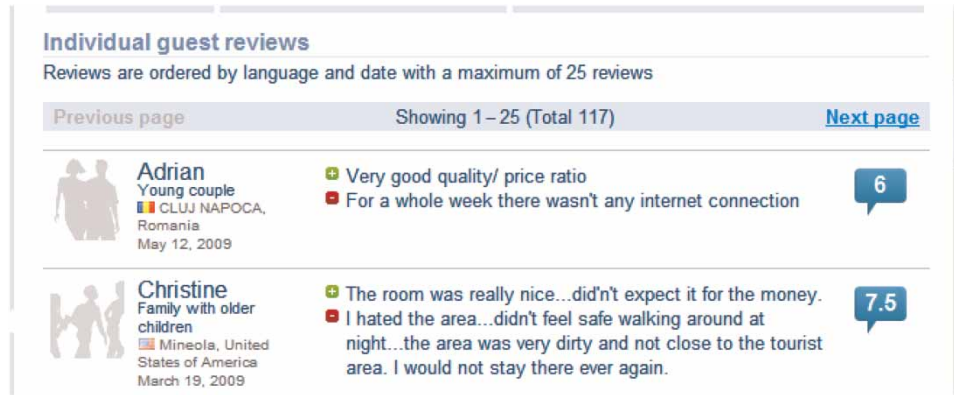 Individual guest reviews
Reviews are ordered by language and date with a maximum of 25 reviews
Previous page Showing 1 – 25 (Total 117) Next page
Adrian
Young couple
CLUJ NAPOCA,
Romania
May 12, 2009
Very good quality/ price ratio
For a whole week there wasn't any internet connection
6
Christine
Family with older
children
Mineola, United
States of America
March 19, 2009
The room was really nice...did'n't expect it for the money.
I hated the area...didn't feel safe walking around at
night...the area was very dirty and not close to the tourist
area. I would not stay there ever again.
7.5